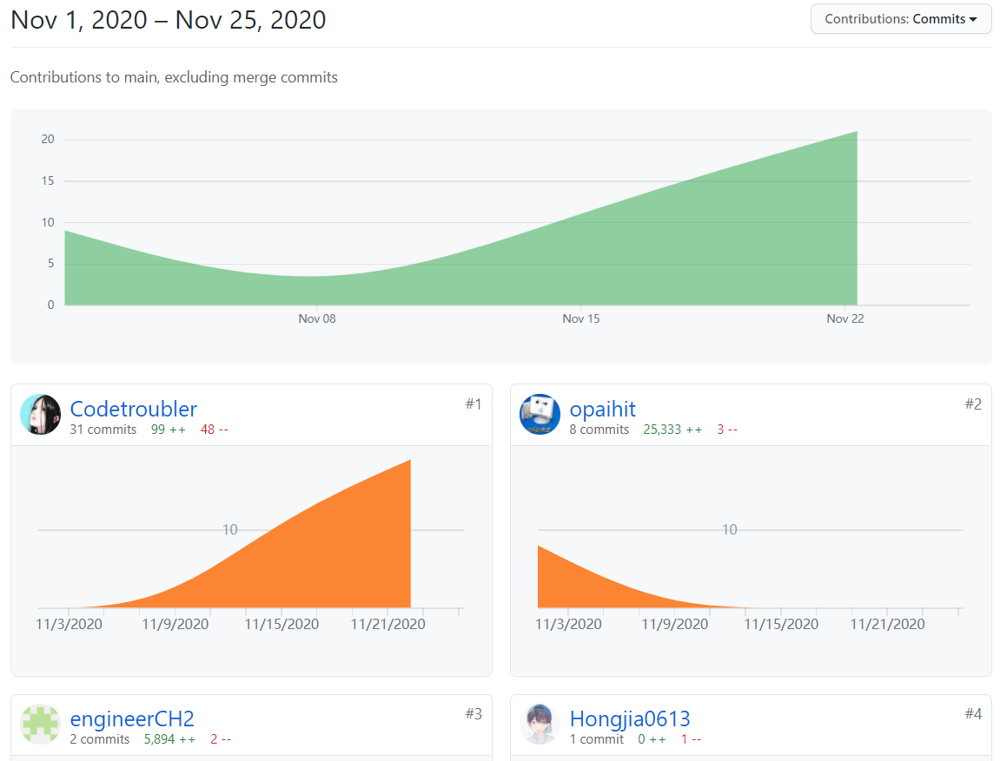 Nov 1, 2020 – Nov 25, 2020
Contributions: Commits
Contributions to main, excluding merge commits
20
15
10
5
0
Nov 08 Nov 15 Nov 22
Codetroubler #1
31 commits 99 ++ 48 --
10
11/3/2020 11/9/2020 11/15/2020 11/21/2020
opaihit #2
8 commits 25,333 ++ 3 --
10
11/3/2020 11/9/2020 11/15/2020 11/21/2020
engineerCH2 #3
2 commits 5,894 ++ 2 --
Hongjia0613 #4
1 commit 0 ++ 1 --